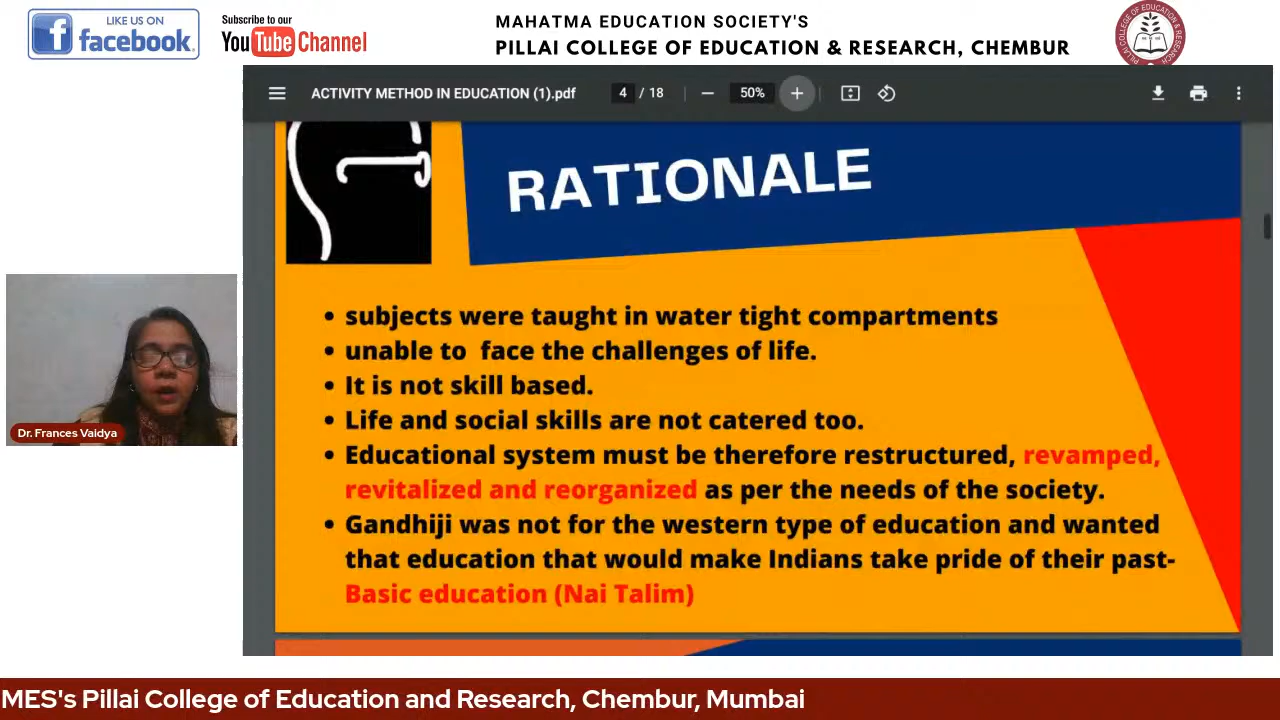 LIKE US ON
facebook.
Subscribe to our
YouTube Channel
MAHATMA EDUCATION SOCIETY'S
PILLAI COLLEGE OF EDUCATION & RESEARCH, CHEMBUR
PILLAI COLLEGE OF EDUCATION & RESEARCH
ACTIVITY METHOD IN EDUCATION (1).pdf
4 / 18
50%
RATIONALE
• subjects were taught in water tight compartments
• unable to face the challenges of life.
• It is not skill based.
• Life and social skills are not catered too.
• Educational system must be therefore restructured, revamped,
revitalized and reorganized as per the needs of the society.
• Gandhiji was not for the western type of education and wanted
that education that would make Indians take pride of their past-
Basic education (Nai Talim)
Dr. Frances Vaidya
MES's Pillai College of Education and Research, Chembur, Mumbai